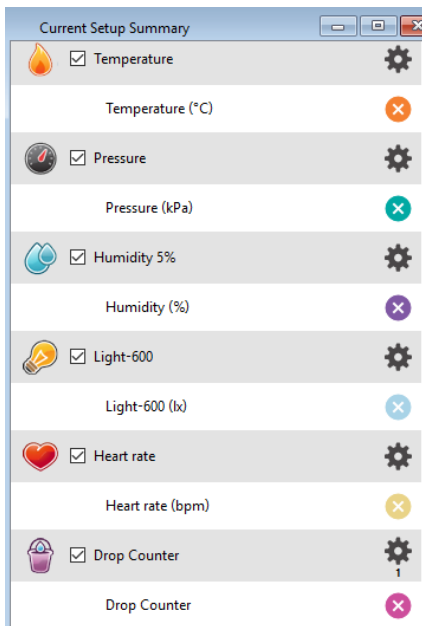 Current Setup Summary
Temperature
Temperature (°C)
Pressure
Pressure (kPa)
Humidity 5%
Humidity (%)
Light-600
Light-600 (lx)
Heart rate
Heart rate (bpm)
Drop Counter
1
Drop Counter